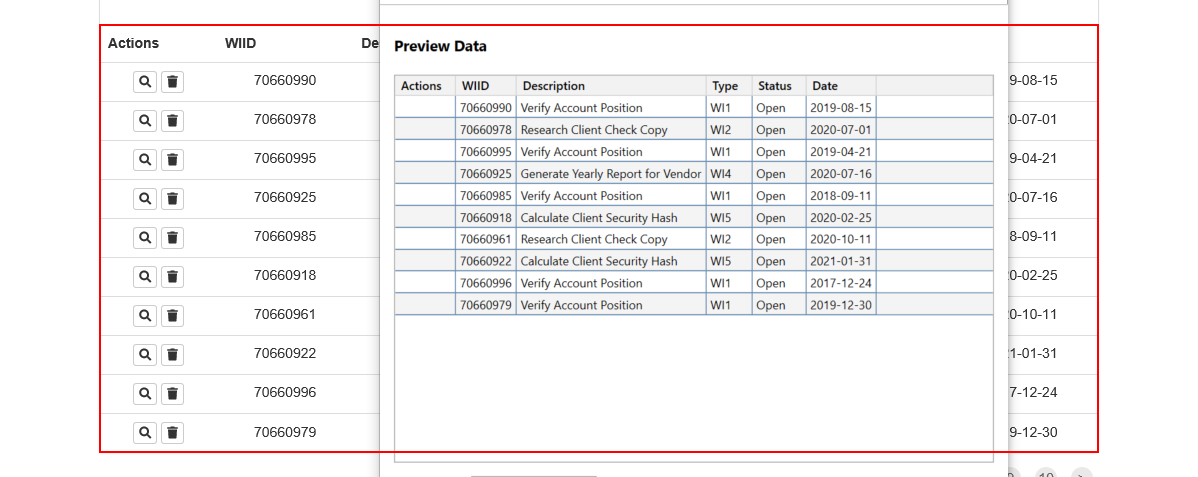 Preview Data
Actions WIID De
Actions WIID Description Type Status Date
70660990 9-08-15
70660990 Verify Account Position WI1 Open 2019-08-15
70660978 0-07-01
70660978 Research Client Check Copy WI2 Open 2020-07-01
70660995 9-04-21
70660995 Verify Account Position WI1 Open 2019-04-21
70660925 0-07-16
70660925 Generate Yearly Report for Vendor WI4 Open 2020-07-16
70660985 8-09-11
70660985 Verify Account Position WI1 Open 2018-09-11
70660918 0-02-25
70660918 Calculate Client Security Hash WI5 Open 2020-02-25
70660961 0-10-11
70660961 Research Client Check Copy WI2 Open 2020-10-11
70660922 1-01-31
70660922 Calculate Client Security Hash WI5 Open 2021-01-31
70660996 7-12-24
70660996 Verify Account Position WI1 Open 2017-12-24
70660979 9-12-30
70660979 Verify Account Position WI1 Open 2019-12-30